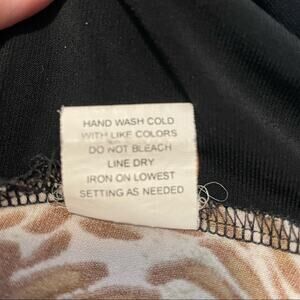 HAND WASH COLD
WITH LIKE COLORS
DO NOT BLEACH
LINE DRY
IRON ON LOWEST
SETTING AS NEEDED